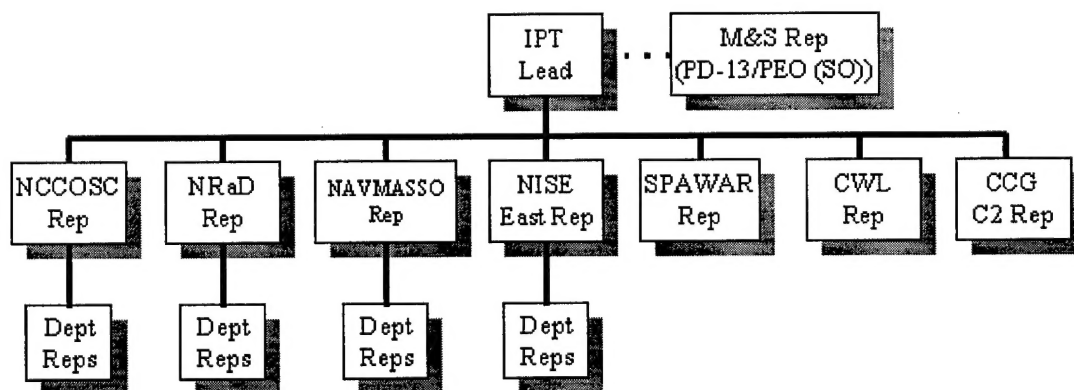 IPT
Lead
M&S Rep
(PD-13/PEO (SO))
NCCOSC
Rep
NRaD
Rep
NAVMASSO
Rep
NISE
East Rep
SPAWAR
Rep
CWL
Rep
CCG
C2 Rep
Dept
Reps
Dept
Reps
Dept
Reps
Dept
Reps